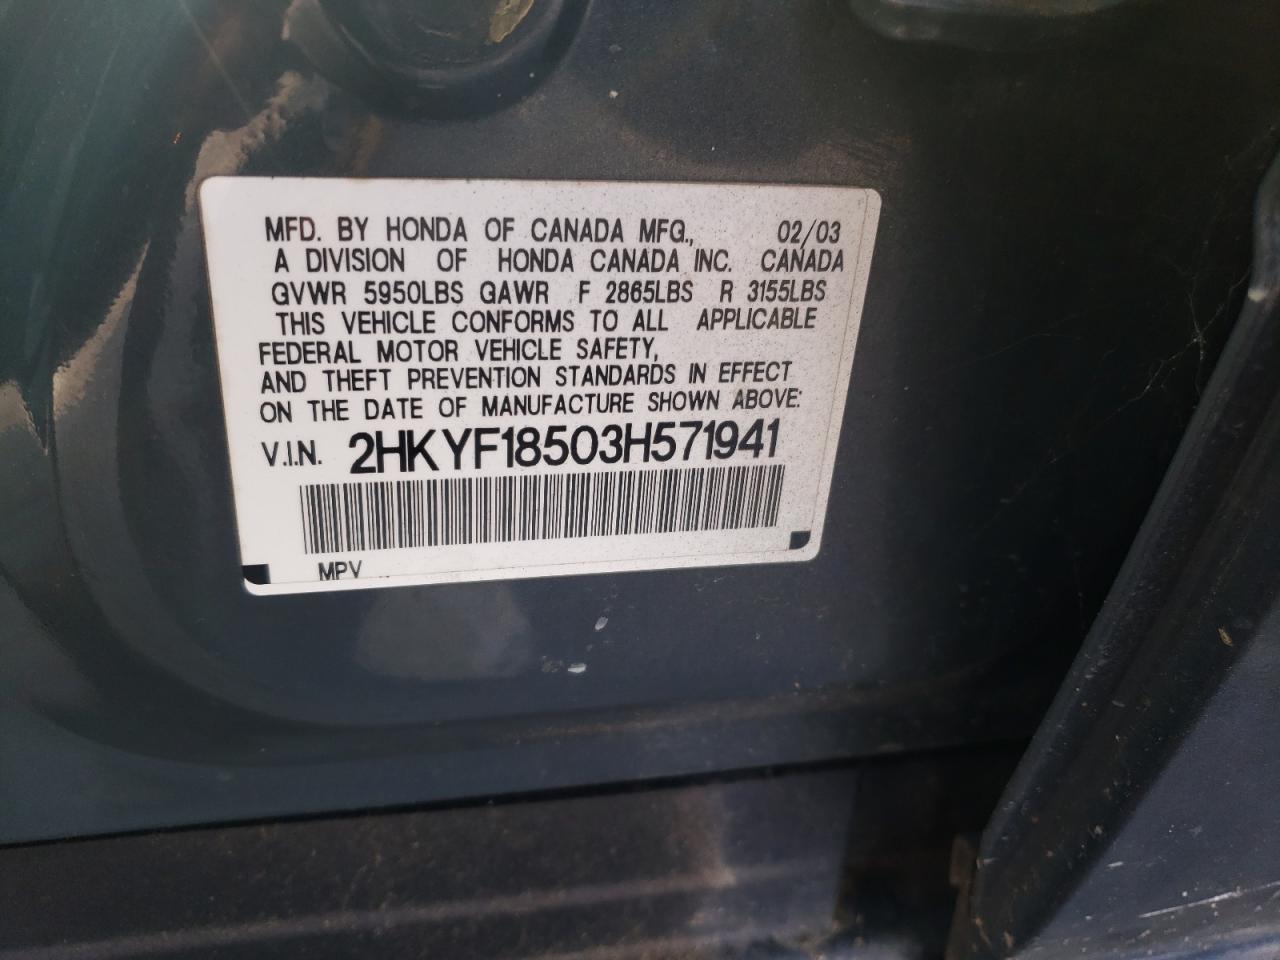 MFD. BY HONDA OF CANADA MFG., 02/03
A DIVISION OF HONDA CANADA INC. CANADA
GVWR 5950LBS GAWR F 2865LBS R 3155LBS
THIS VEHICLE CONFORMS TO ALL APPLICABLE
FEDERAL MOTOR VEHICLE SAFETY,
AND THEFT PREVENTION STANDARDS IN EFFECT
ON THE DATE OF MANUFACTURE SHOWN ABOVE:
V.I.N. 2HKYF18503H571941
MPV